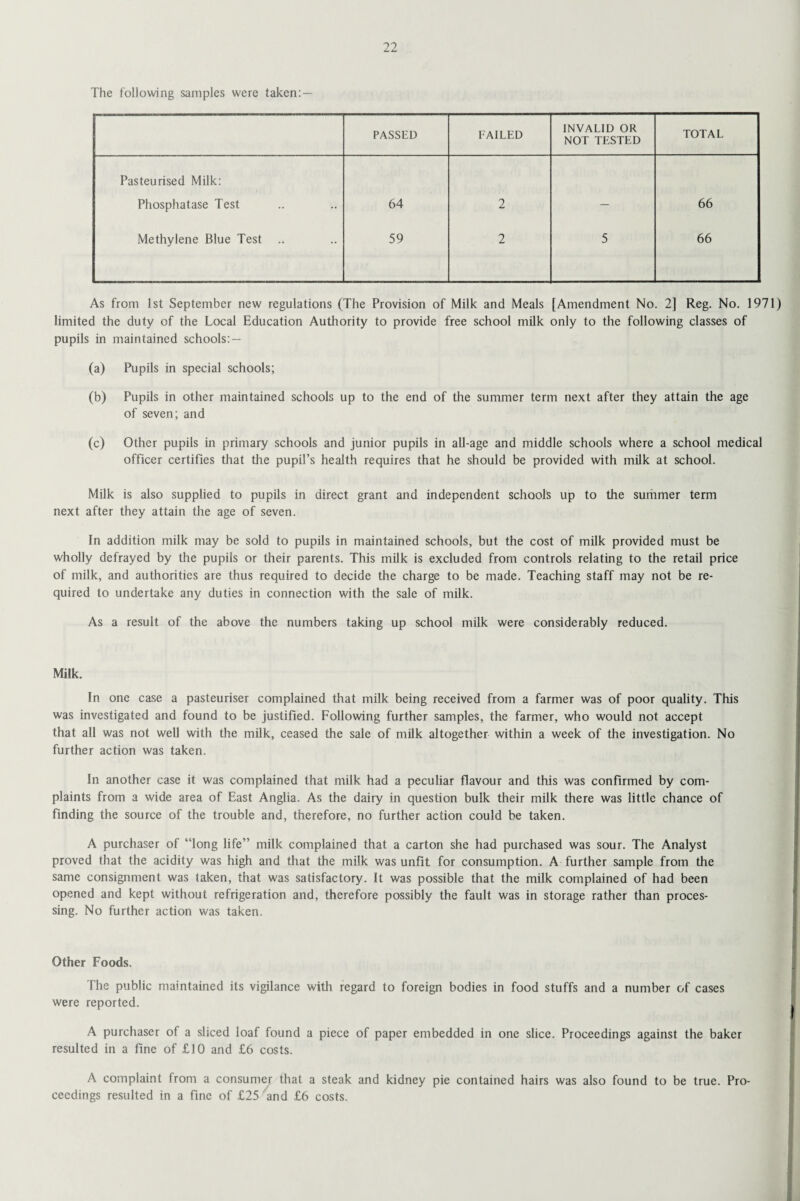 22
The following samples were taken:—
PASSED FAILED INVALID OR NOT TESTED TOTAL
Pasteurised Milk:
Phosphatase Test .. .. 64 2 — 66
Methylene Blue Test .. .. 59 2 5 66
As from 1st September new regulations (The Provision of Milk and Meals [Amendment No. 2] Reg. No. 1971)
limited the duty of the Local Education Authority to provide free school milk only to the following classes of
pupils in maintained schools:—
(a) Pupils in special schools;
(b) Pupils in other maintained schools up to the end of the summer term next after they attain the age
of seven; and
(c) Other pupils in primary schools and junior pupils in all-age and middle schools where a school medical
officer certifies that the pupil's health requires that he should be provided with milk at school.
Milk is also supplied to pupils in direct grant and independent schools up to the summer term
next after they attain the age of seven.
In addition milk may be sold to pupils in maintained schools, but the cost of milk provided must be
wholly defrayed by the pupils or their parents. This milk is excluded from controls relating to the retail price
of milk, and authorities are thus required to decide the charge to be made. Teaching staff may not be re-
quired to undertake any duties in connection with the sale of milk.
As a result of the above the numbers taking up school milk were considerably reduced.
Milk.
In one case a pasteuriser complained that milk being received from a farmer was of poor quality. This
was investigated and found to be justified. Following further samples, the farmer, who would not accept
that all was not well with the milk, ceased the sale of milk altogether within a week of the investigation. No
further action was taken.
In another case it was complained that milk had a peculiar flavour and this was confirmed by com-
plaints from a wide area of East Anglia. As the dairy in question bulk their milk there was little chance of
finding the source of the trouble and, therefore, no further action could be taken.
A purchaser of “long life” milk complained that a carton she had purchased was sour. The Analyst
proved that the acidity was high and that the milk was unfit for consumption. A further sample from the
same consignment was taken, that was satisfactory. It was possible that the milk complained of had been
opened and kept without refrigeration and, therefore possibly the fault was in storage rather than proces-
sing. No further action was taken.
Other Foods.
The public maintained its vigilance with regard to foreign bodies in food stuffs and a number of cases
were reported.
A purchaser of a sliced loaf found a piece of paper embedded in one slice. Proceedings against the baker
resulted in a fine of £10 and £6 costs.
A complaint from a consumer that a steak and kidney pie contained hairs was also found to be true. Pro-
ceedings resulted in a fine of £25 and £6 costs.